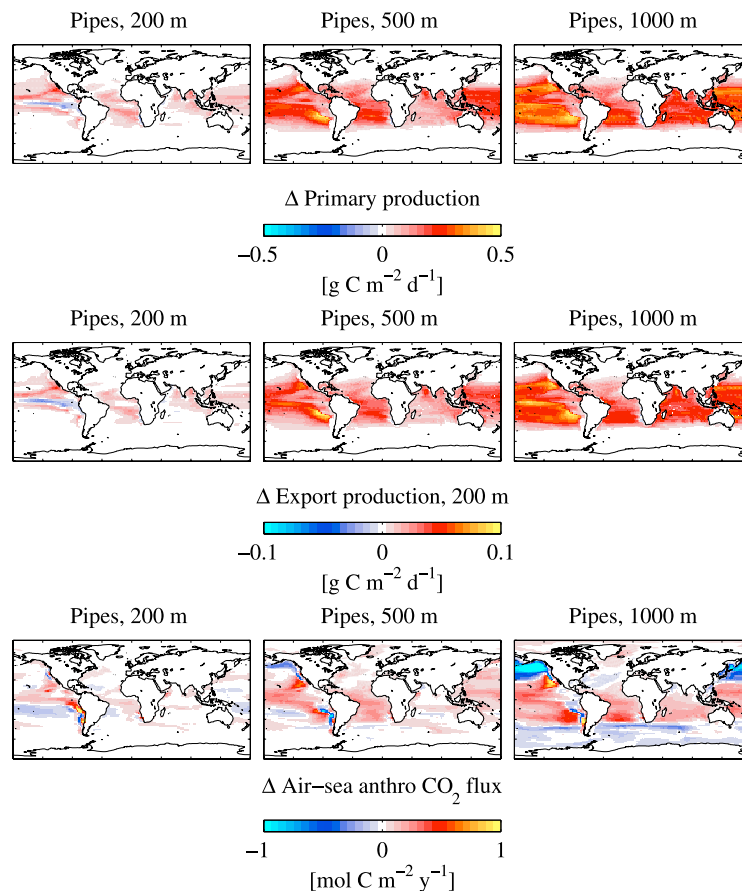 Pipes, 200 m Pipes, 500 m Pipes, 1000 m
Δ Primary production
−0.5 0 0.5
[g C m⁻² d⁻¹]
Pipes, 200 m Pipes, 500 m Pipes, 1000 m
Δ Export production, 200 m
−0.1 0 0.1
[g C m⁻² d⁻¹]
Pipes, 200 m Pipes, 500 m Pipes, 1000 m
Δ Air−sea anthro CO₂ flux
−1 0 1
[mol C m⁻² y⁻¹]